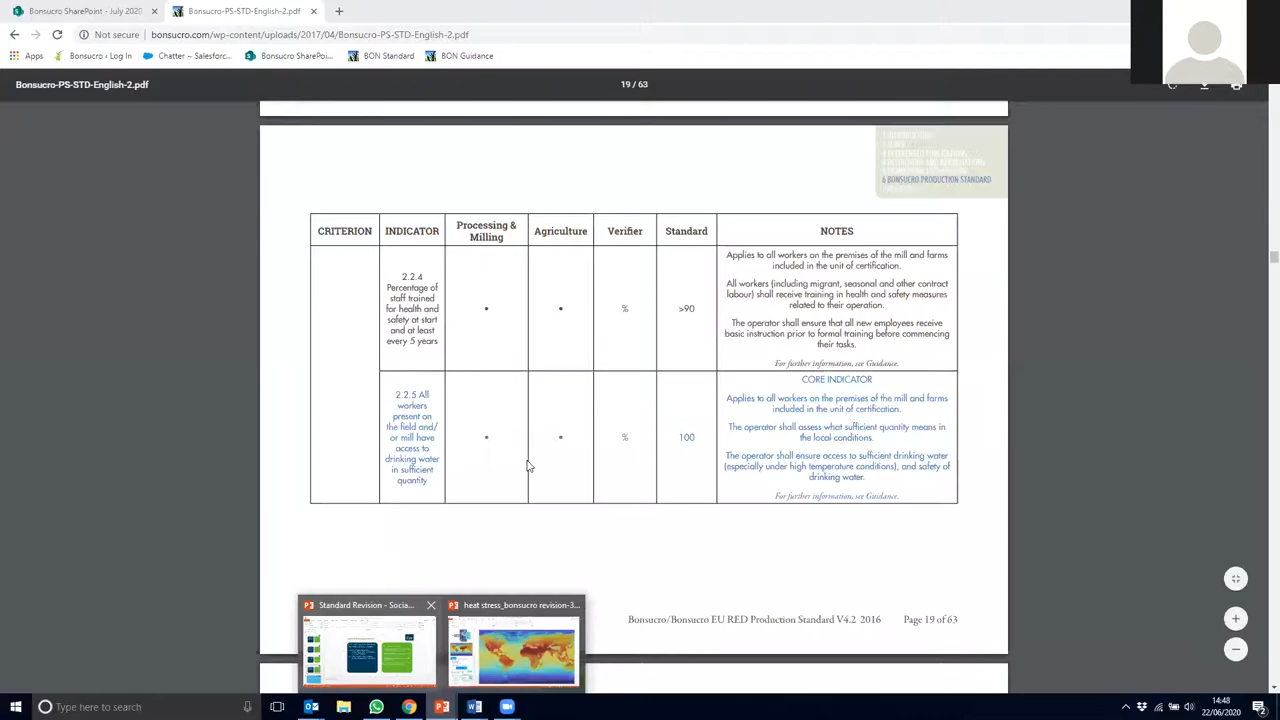 Bonsucro SharePoint - July 2020
Bonsucro-PS-STD-English-2.pdf
Not secure
bonsucro.com/wp-content/uploads/2017/04/Bonsucro-PS-STD-English-2.pdf
Apps
Bonsucro < Log In
Chatter ~ Salesforc...
Bonsucro SharePoi...
BON Standard
BON Guidance
Bonsucro-PS-STD-English-2.pdf
19 / 63
6 BONSUCRO PRODUCTION STANDARD
CRITERION
INDICATOR
Processing &
Milling
Agriculture
Verifier
Standard
NOTES
2.2.4
Percentage of
staff trained
for health and
safety at start
and at least
every 5 years
•
•
%
>90
Applies to all workers on the premises of the mill and farms
included in the unit of certification.
All workers (including migrant, seasonal and other contract
labour) shall receive training in health and safety measures
related to their operation.
The operator shall ensure that all new employees receive
basic instruction prior to formal training before commencing
their tasks.
For further information, see Guidance.
2.2.5 All
workers
present on
the field and/
or mill have
access to
drinking water
in sufficient
quantity
•
•
%
100
CORE INDICATOR
Applies to all workers on the premises of the mill and farms
included in the unit of certification.
The operator shall assess what sufficient quantity means in
the local conditions.
The operator shall ensure access to sufficient drinking water
(especially under high temperature conditions), and safety of
drinking water.
For further information, see Guidance.
Standard Revision - Socia...
heat stress_bonsucro revision-3...
Bonsucro/Bonsucro EU RED Production Standard V4.2 2016
Page 19 of 63
Type here to search
14:48
22/06/2020